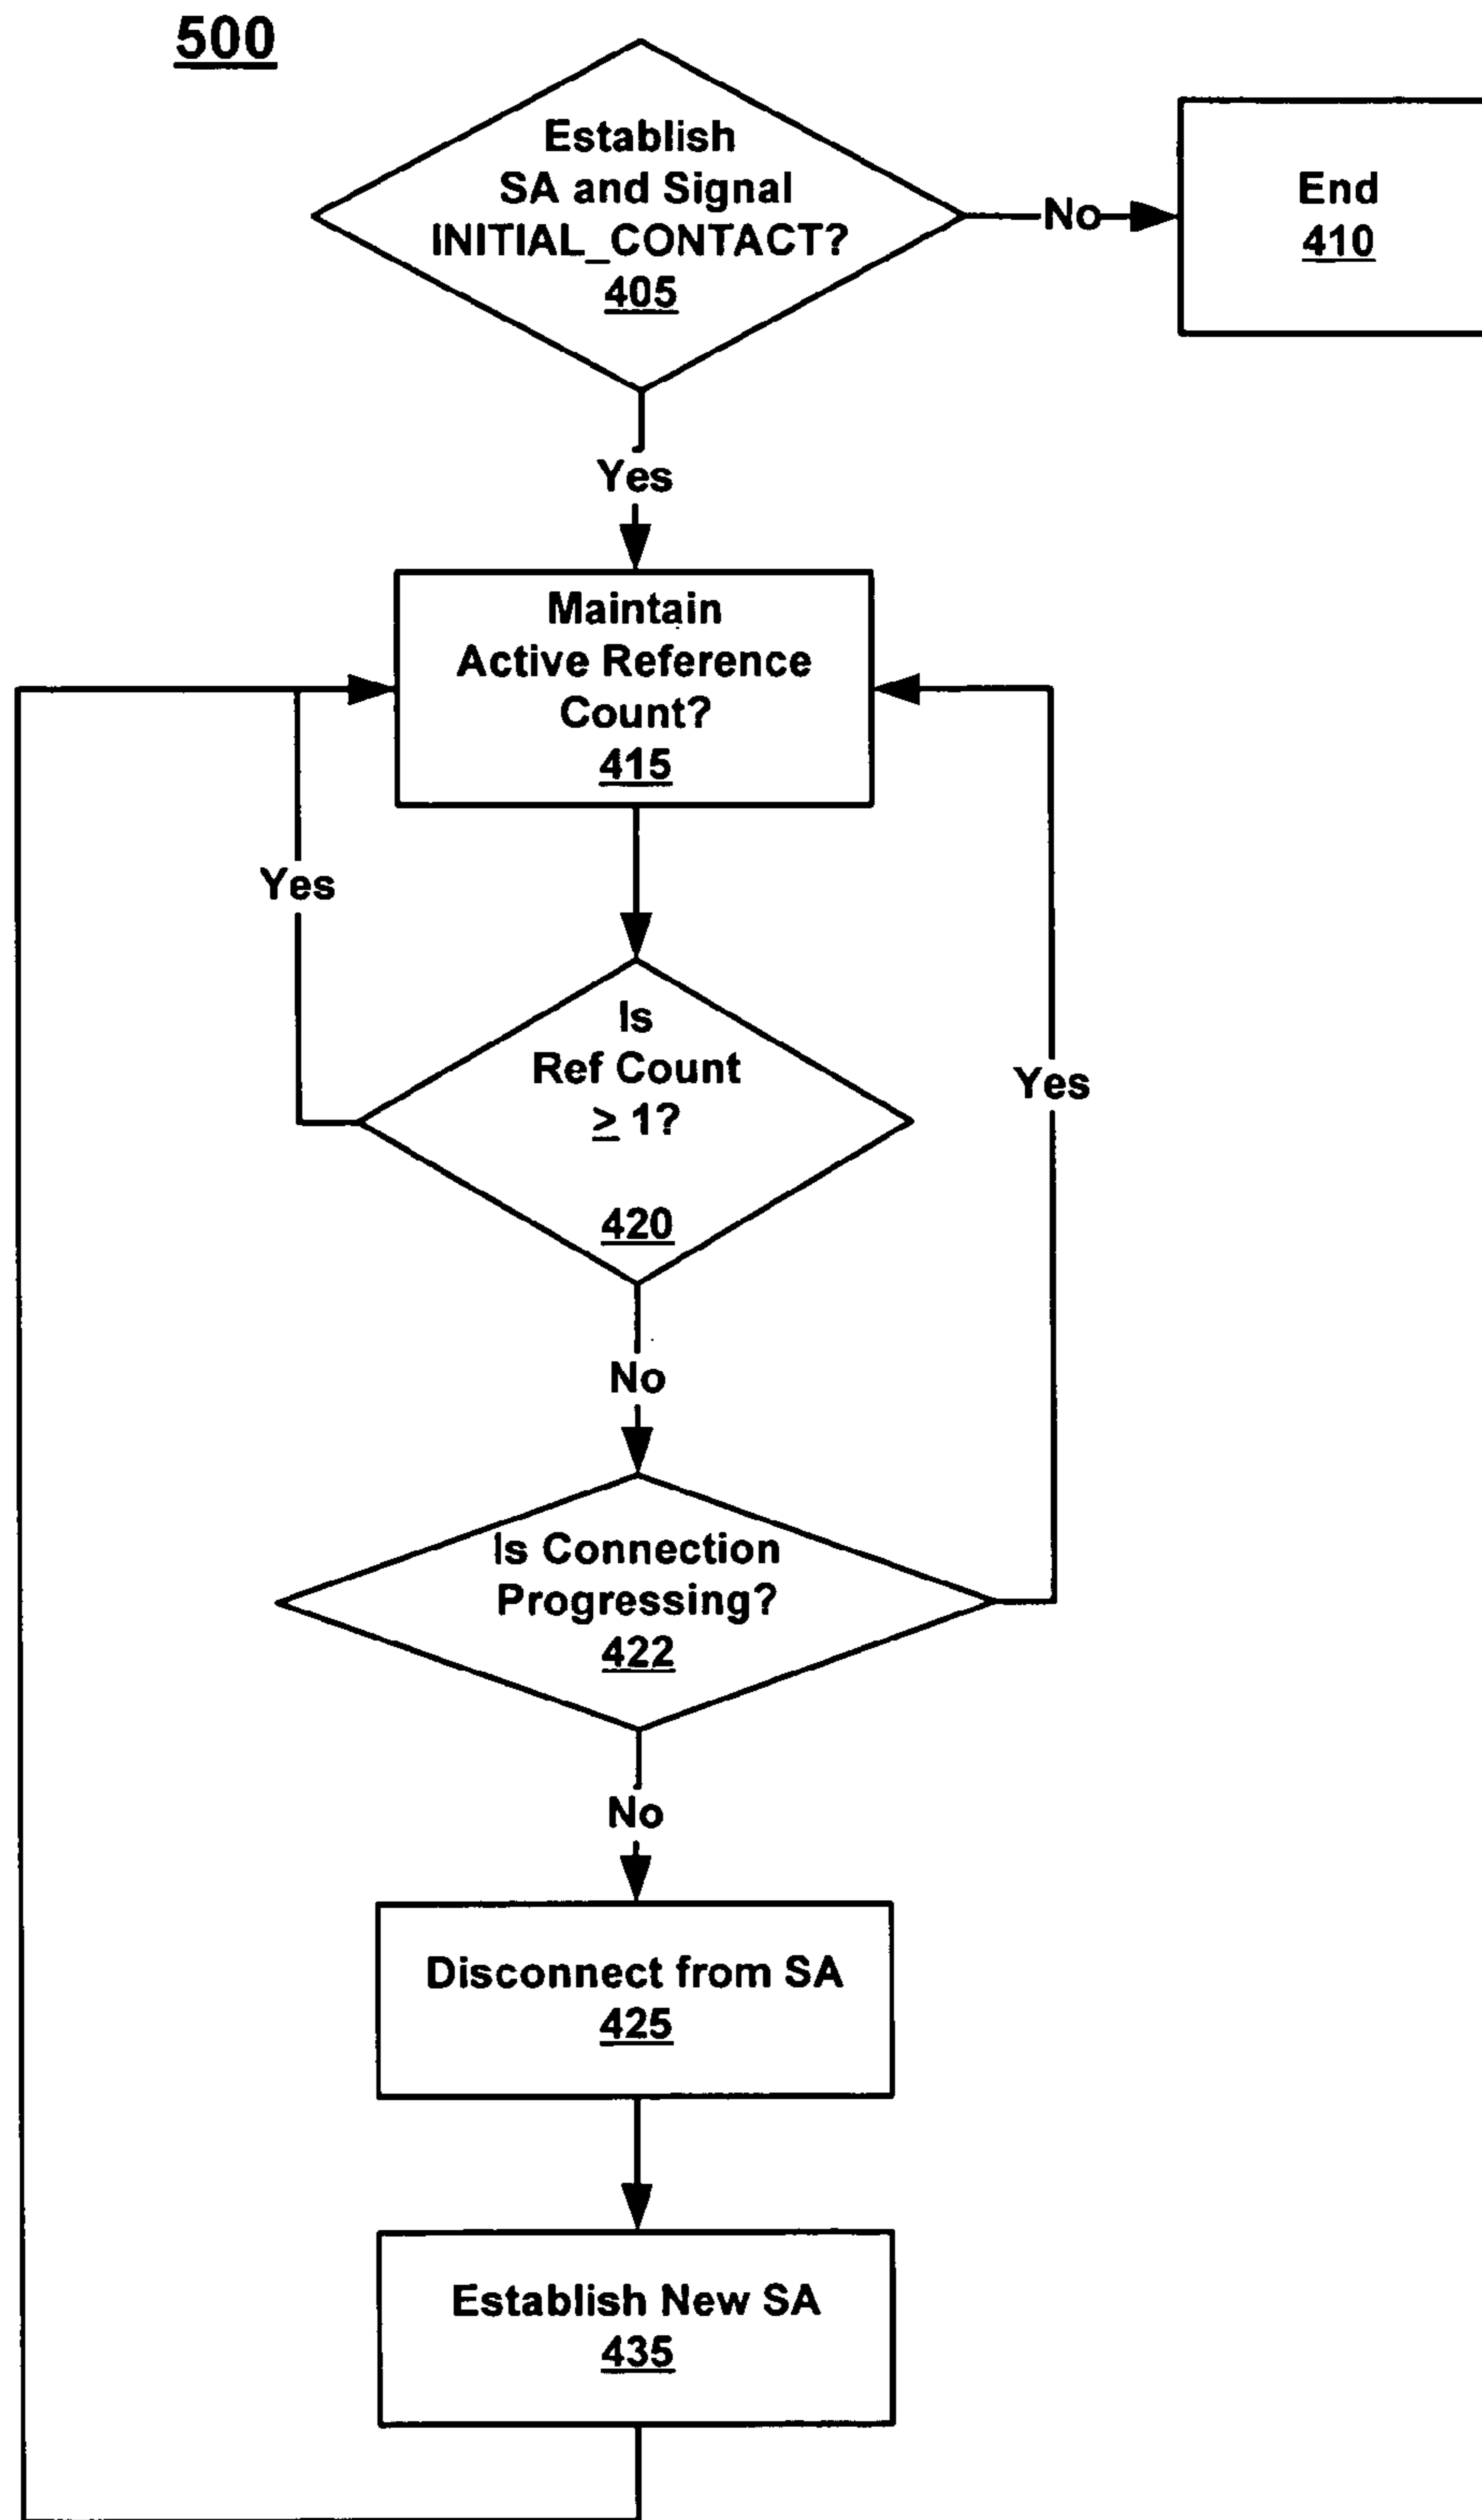 500
Establish
SA and Signal
INITIAL_CONTACT?
405
No
End
410
Yes
Maintain
Active Reference
Count?
415
Yes
Is
Ref Count
≥ 1?
420
Yes
No
Is Connection
Progressing?
422
No
Disconnect from SA
425
Establish New SA
435